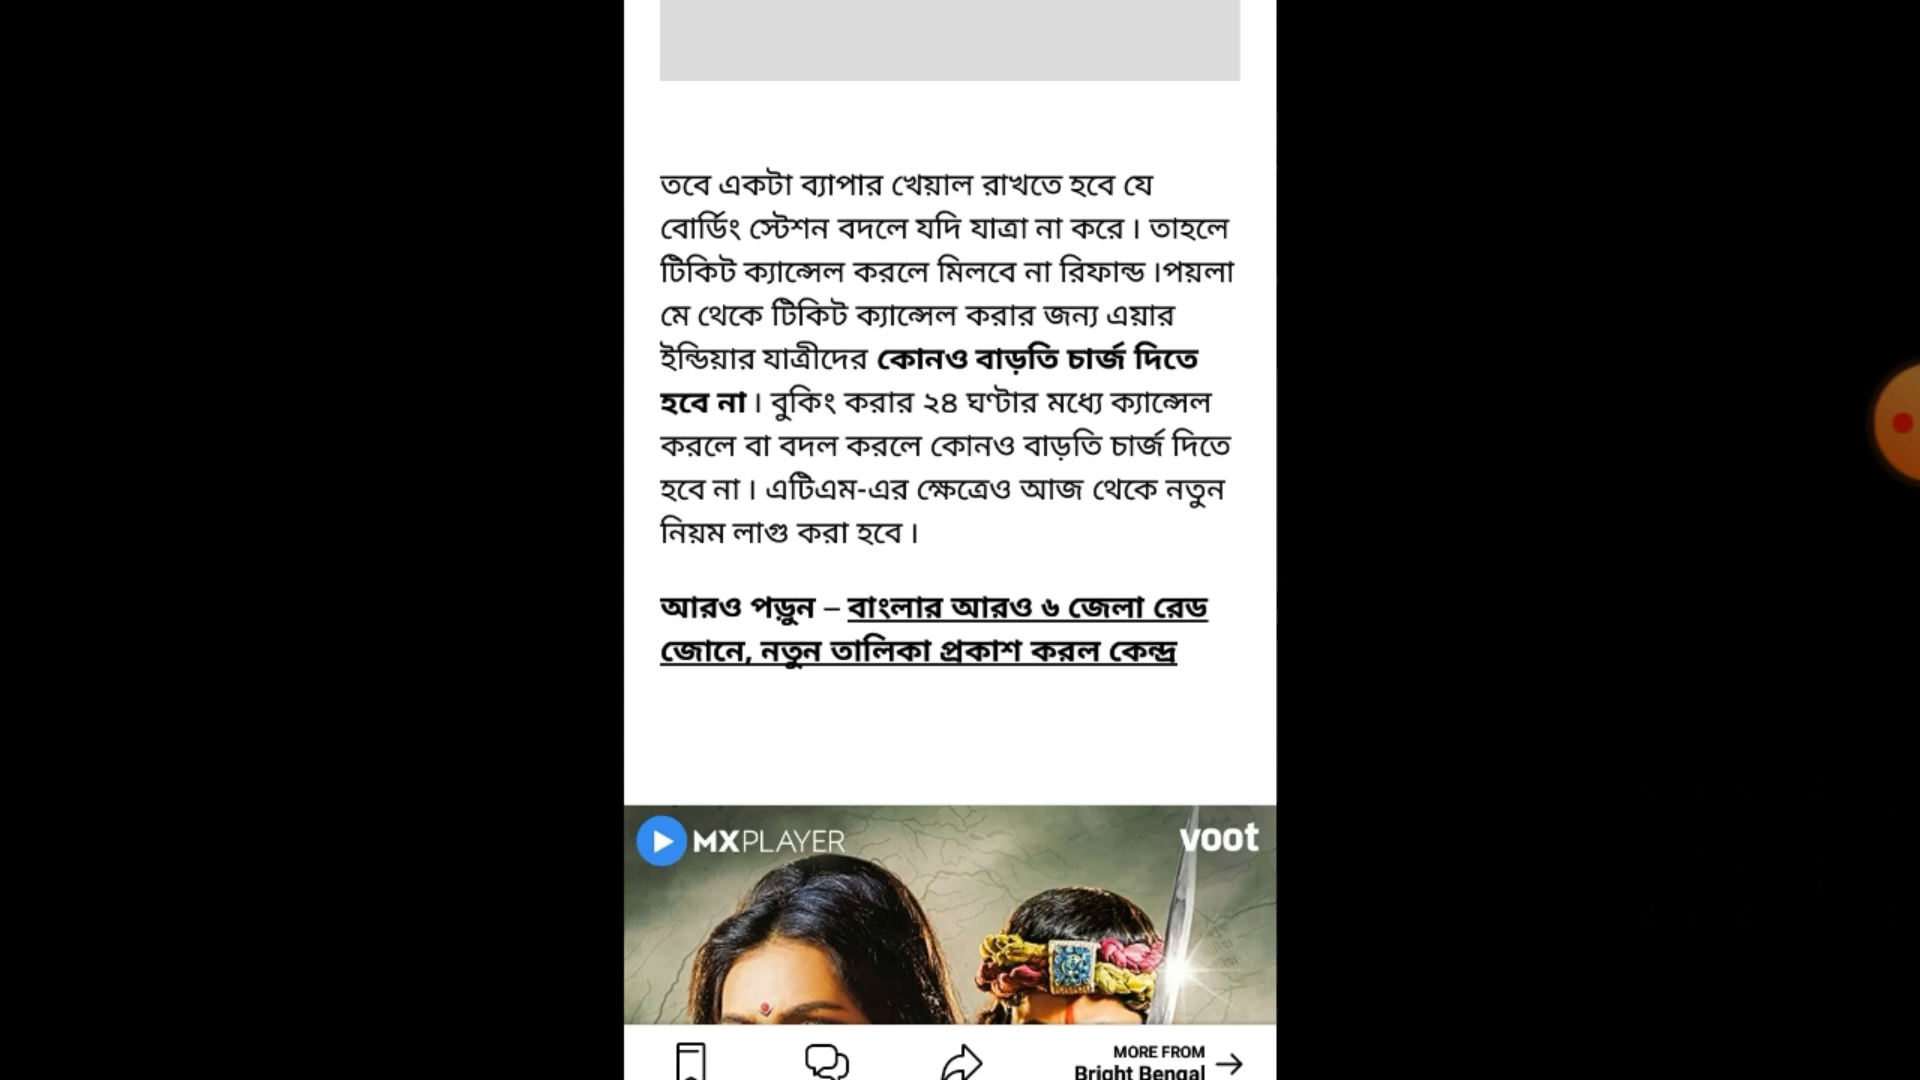 তবে একটা ব্যাপার খেয়াল রাখতে হবে যে
বোর্ডিং স্টেশন বদলে যদি যাত্রা না করে । তাহলে
টিকিট ক্যান্সেল করলে মিলবে না রিফান্ড ।পয়লা
মে থেকে টিকিট ক্যান্সেল করার জন্য এয়ার
ইন্ডিয়ার যাত্রীদের কোনও বাড়তি চার্জ দিতে
হবে না । বুকিং করার ২৪ ঘণ্টার মধ্যে ক্যান্সেল
করলে বা বদল করলে কোনও বাড়তি চার্জ দিতে
হবে না । এটিএম-এর ক্ষেত্রেও আজ থেকে নতুন
নিয়ম লাগু করা হবে ।
আরও পড়ুন – বাংলার আরও ৬ জেলা রেড
জোনে, নতুন তালিকা প্রকাশ করল কেন্দ্র
MXPLAYER
voot
MORE FROM
Bright Bengal